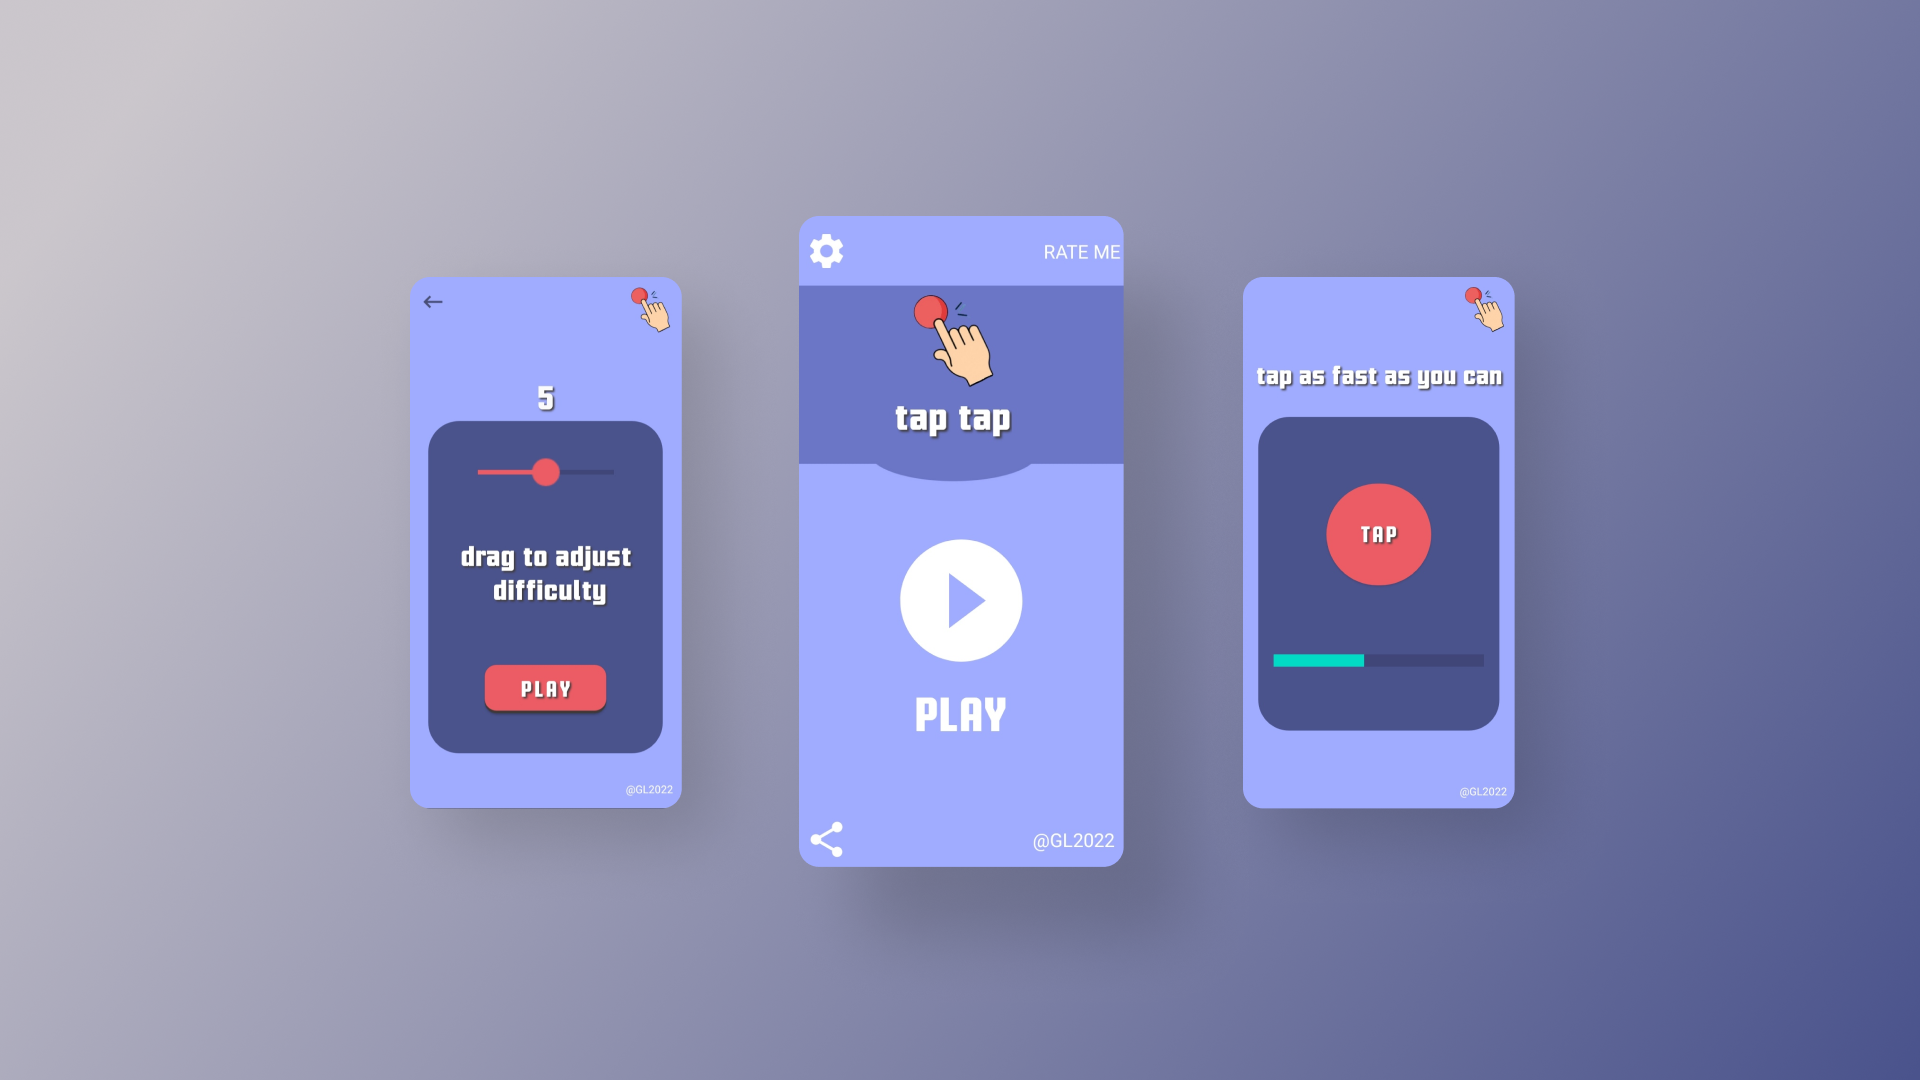 5
drag to adjust
difficulty
PLAY
@GL2022
RATE ME
tap tap
PLAY
@GL2022
tap as fast as you can
TAP
@GL2022